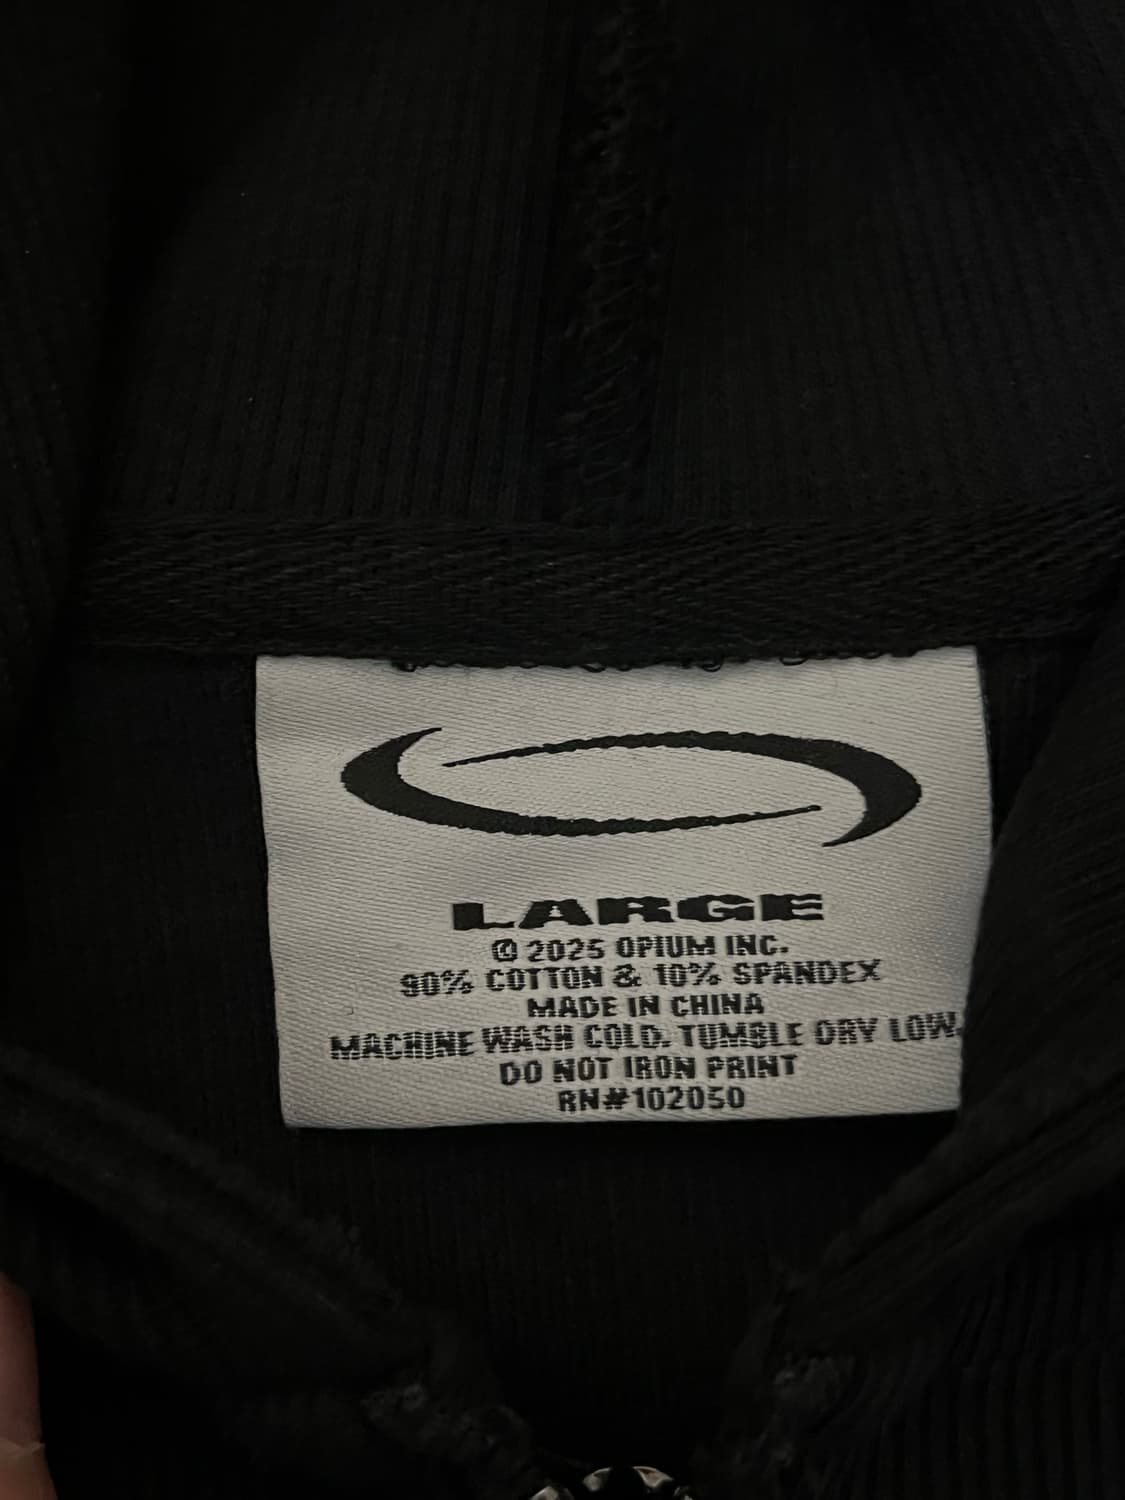 LARGE
© 2025 OPIUM INC.
90% COTTON & 10% SPANDEX
MADE IN CHINA
MACHINE WASH COLD. TUMBLE DRY LOW.
DO NOT IRON PRINT
RN#102050